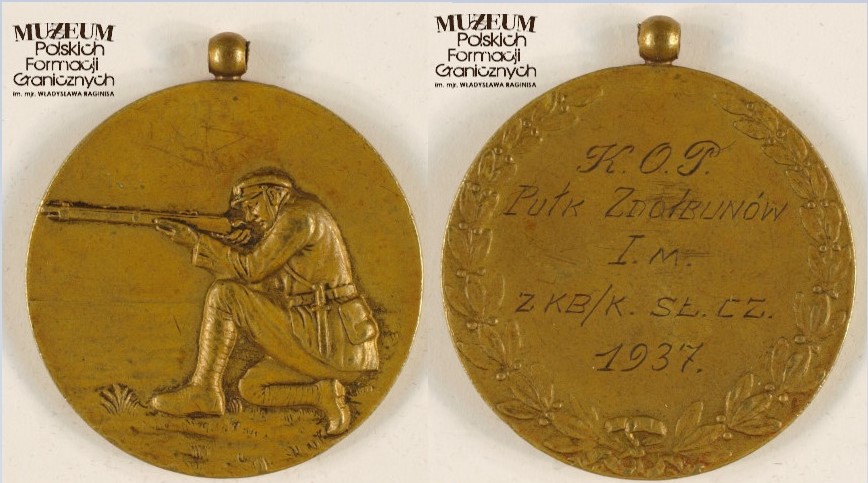 MUZEUM
Polskich
Formacji
Granicznych
im. mjr. WŁADYSŁAWA RAGINISA
MUZEUM
Polskich
Formacji
Granicznych
im. mjr. WŁADYSŁAWA RAGINISA
K.O.P.
PUŁK ZDOŁBUNÓW
I.M.
Z KB/K. SŁ. CZ.
1937.